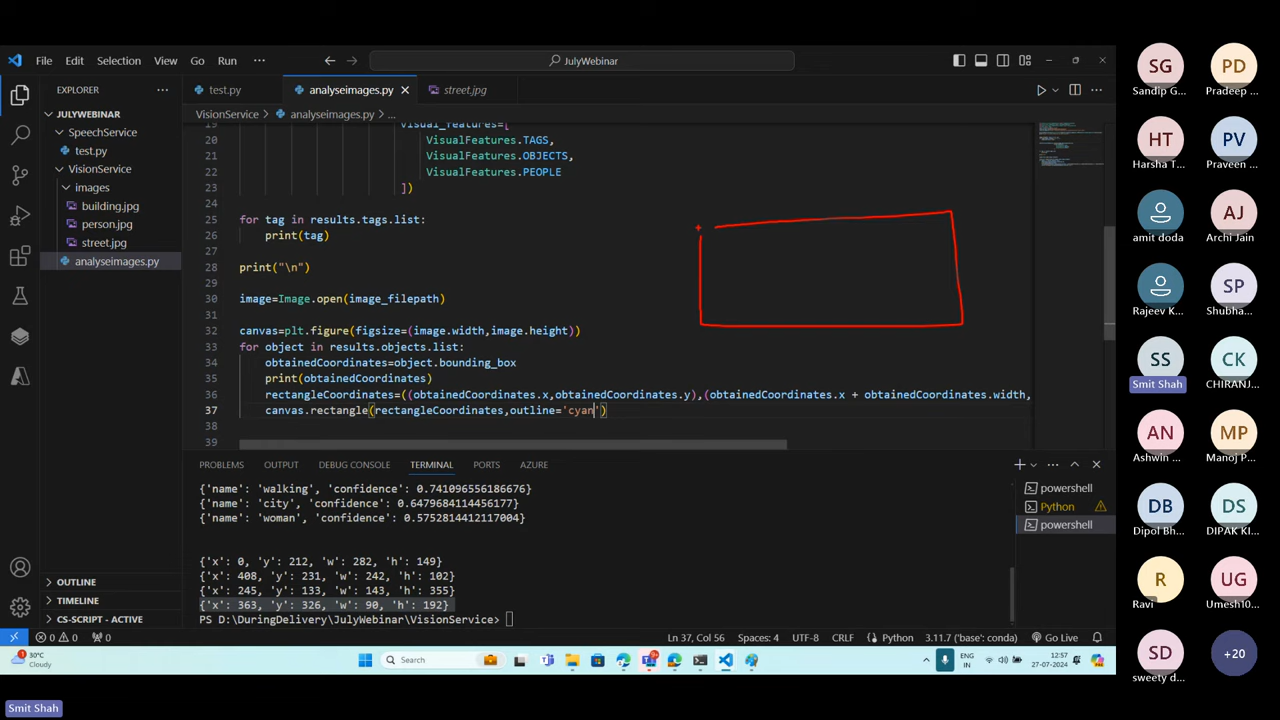 File Edit Selection View Go Run ··· JulyWebinar
EXPLORER
JULYWEBINAR
SpeechService
test.py
VisionService
images
building.jpg
person.jpg
street.jpg
analyseimages.py
OUTLINE
TIMELINE
CS-SCRIPT - ACTIVE
test.py analyseimages.py street.jpg
VisionService > analyseimages.py > ...
19 visual_features=[
20 VisualFeatures.TAGS,
21 VisualFeatures.OBJECTS,
22 VisualFeatures.PEOPLE
23 ])
24
25 for tag in results.tags.list:
26 print(tag)
27
28 print("\n")
29
30 image=Image.open(image_filepath)
31
32 canvas=plt.figure(figsize=(image.width,image.height))
33 for object in results.objects.list:
34 obtainedCoordinates=object.bounding_box
35 print(obtainedCoordinates)
36 rectangleCoordinates=((obtainedCoordinates.x,obtainedCoordinates.y),(obtainedCoordinates.x + obtainedCoordinates.width,
37 canvas.rectangle(rectangleCoordinates,outline='cyan')
38
39
PROBLEMS OUTPUT DEBUG CONSOLE TERMINAL PORTS AZURE
{'name': 'walking', 'confidence': 0.741096556186676}
{'name': 'city', 'confidence': 0.6479684114456177}
{'name': 'woman', 'confidence': 0.5752814412117004}
{'x': 0, 'y': 212, 'w': 282, 'h': 149}
{'x': 408, 'y': 231, 'w': 242, 'h': 102}
{'x': 245, 'y': 133, 'w': 143, 'h': 355}
{'x': 363, 'y': 326, 'w': 90, 'h': 192}
PS D:\DuringDelivery\JulyWebinar\VisionService>
powershell
Python
powershell
0 0 0 Ln 37, Col 56 Spaces: 4 UTF-8 CRLF Python 3.11.7 ('base': conda) Go Live
1
30°C
Cloudy
Search
ENG
IN
12:57
27-07-2024
Smit Shah
SG
Sandip G...
PD
Pradeep ...
HT
Harsha T...
PV
Praveen ...
amit doda
AJ
Archi Jain
Rajeev K...
SP
Shubha...
SS
Smit Shah
CK
CHIRANJ...
AN
Ashwin ...
MP
Manoj P...
DB
Dipol Bh...
DS
DIPAK KI...
R
Ravi
UG
Umesh10...
SD
sweety d...
+20